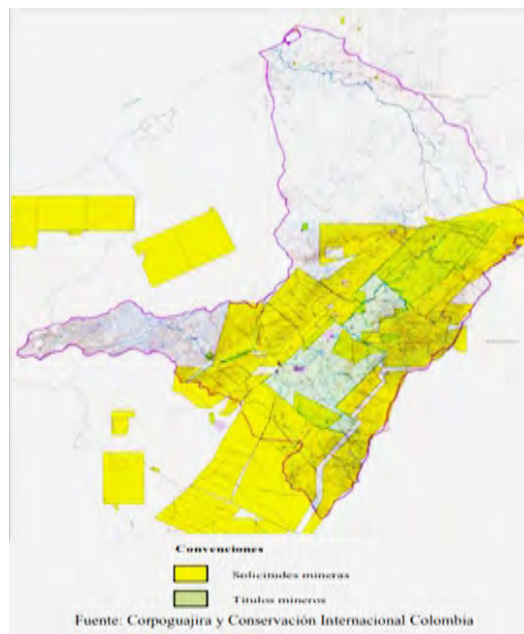 Convenciones
Solicitudes mineras
Títulos mineros
Fuente: Corpoguajira y Conservación Internacional Colombia